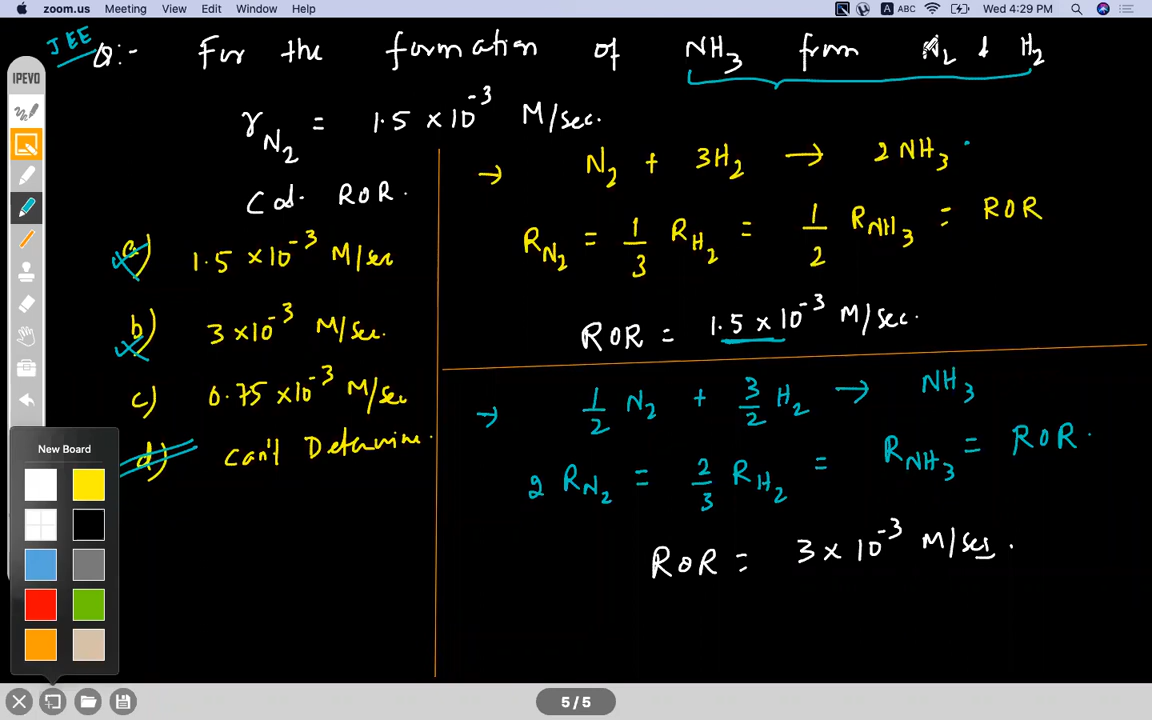 zoom.us Meeting View Edit Window Help
A ABC Wed 4:29 PM
JEE Q:- For the formation of NH3 from N2 & H2
IPEVO
rN2 = 1.5 ×10^-3 M/sec.
Cal. ROR.
a) 1.5 ×10^-3 M/sec
b) 3 ×10^-3 M/sec.
c) 0.75 ×10^-3 M/sec
d) can't Determine.
→ N2 + 3H2 → 2NH3
RN2 = 1/3 RH2 = 1/2 RNH3 = ROR
ROR = 1.5 × 10^-3 M/sec.
→ 1/2 N2 + 3/2 H2 → NH3
2 RN2 = 2/3 RH2 = RNH3 = ROR.
ROR = 3 × 10^-3 M/sec.
New Board
5/5